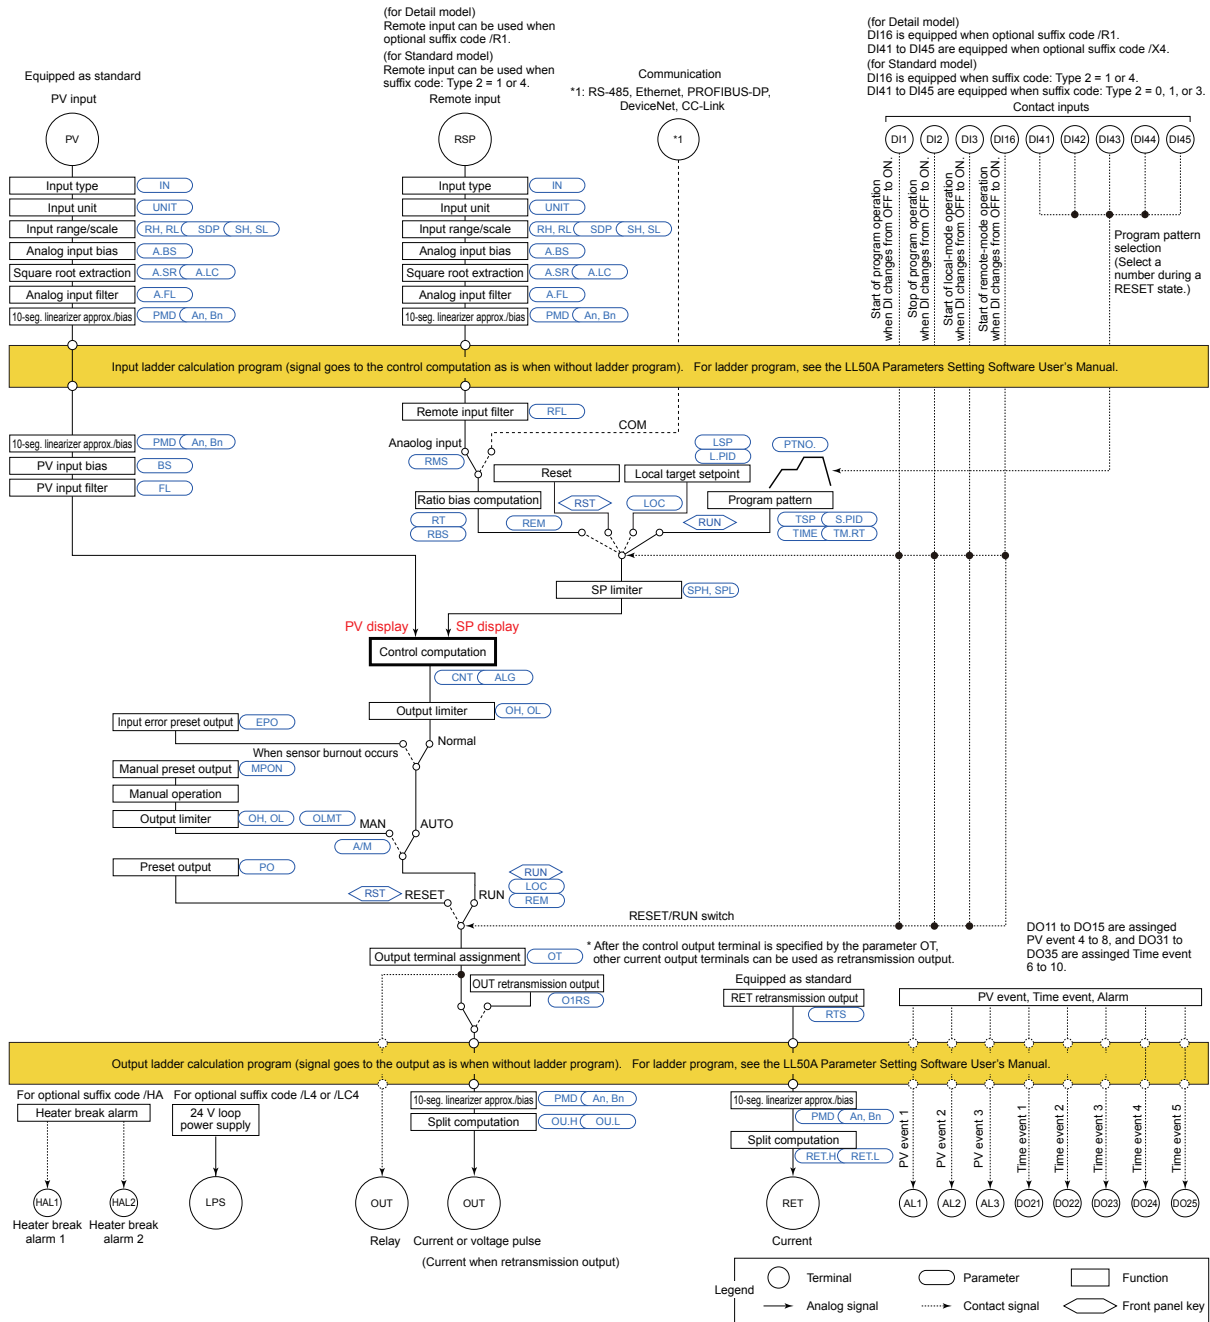 (for Detail model)
Remote input can be used when
optional suffix code /R1.
(for Standard model)
Remote input can be used when
suffix code: Type 2 = 1 or 4.
(for Detail model)
DI16 is equipped when optional suffix code /R1.
DI41 to DI45 are equipped when optional suffix code /X4.
(for Standard model)
DI16 is equipped when suffix code: Type 2 = 1 or 4.
DI41 to DI45 are equipped when suffix code: Type 2 = 0, 1, or 3.
Equipped as standard
PV input
Remote input
Communication
*1: RS-485, Ethernet, PROFIBUS-DP,
DeviceNet, CC-Link
Contact inputs
PV
RSP
*1
DI1
DI2
DI3
DI16
DI41
DI42
DI43
DI44
DI45
Input type
IN
Input unit
UNIT
Input range/scale
RH, RL
SDP
SH, SL
Analog input bias
A.BS
Square root extraction
A.SR
A.LC
Analog input filter
A.FL
10-seg. linearizer approx./bias
PMD
An, Bn
Input type
IN
Input unit
UNIT
Input range/scale
RH, RL
SDP
SH, SL
Analog input bias
A.BS
Square root extraction
A.SR
A.LC
Analog input filter
A.FL
10-seg. linearizer approx./bias
PMD
An, Bn
Start of program operation
when DI changes from OFF to ON.
Stop of program operation
when DI changes from OFF to ON.
Start of local-mode operation
when DI changes from OFF to ON.
Start of remote-mode operation
when DI changes from OFF to ON.
Program pattern
selection
(Select a
number during a
RESET state.)
Input ladder calculation program (signal goes to the control computation as is when without ladder program). For ladder program, see the LL50A Parameters Setting Software User's Manual.
Remote input filter
RFL
COM
Anaolog input
RMS
10-seg. linearizer approx./bias
PMD
An, Bn
PV input bias
BS
PV input filter
FL
LSP
L.PID
PTNO.
Reset
Local target setpoint
Ratio bias computation
RST
LOC
Program pattern
RT
RBS
REM
RUN
TSP
S.PID
TIME
TM.RT
SP limiter
SPH, SPL
PV display
SP display
Control computation
CNT
ALG
Output limiter
OH, OL
Input error preset output
EPO
Normal
When sensor burnout occurs
Manual preset output
MPON
Manual operation
Output limiter
OH, OL
OLMT
MAN
AUTO
A/M
Preset output
PO
RST
RESET
RUN
RUN
LOC
REM
RESET/RUN switch
Output terminal assignment
OT
* After the control output terminal is specified by the parameter OT,
other current output terminals can be used as retransmission output.
DO11 to DO15 are assinged
PV event 4 to 8, and DO31 to
DO35 are assinged Time event
6 to 10.
OUT retransmission output
O1RS
Equipped as standard
RET retransmission output
RTS
PV event, Time event, Alarm
Output ladder calculation program (signal goes to the output as is when without ladder program). For ladder program, see the LL50A Parameter Setting Software User's Manual.
For optional suffix code /HA
Heater break alarm
For optional suffix code /L4 or /LC4
24 V loop
power supply
10-seg. linearizer approx./bias
PMD
An, Bn
Split computation
OU.H
OU.L
10-seg. linearizer approx./bias
PMD
An, Bn
Split computation
RET.H
RET.L
PV event 1
PV event 2
PV event 3
Time event 1
Time event 2
Time event 3
Time event 4
Time event 5
HAL1
HAL2
LPS
OUT
OUT
RET
AL1
AL2
AL3
DO21
DO22
DO23
DO24
DO25
Heater break
alarm 1
Heater break
alarm 2
Relay
Current or voltage pulse
(Current when retransmission output)
Current
Legend
Terminal
Parameter
Function
Analog signal
Contact signal
Front panel key